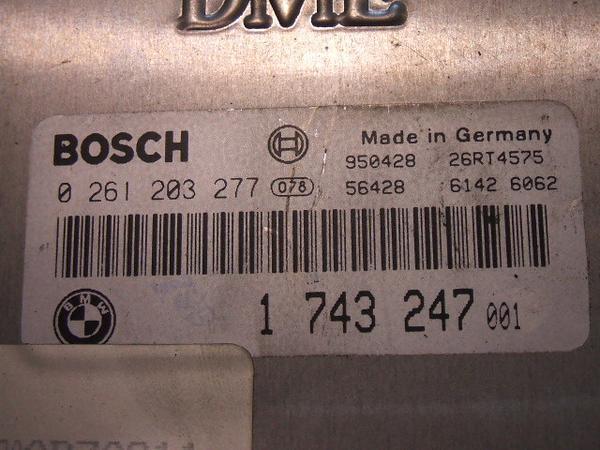 DME
BOSCH
Made in Germany
950428 26RT4575
0 261 203 277 078 56428 6142 6062
BMW
1 743 247 001